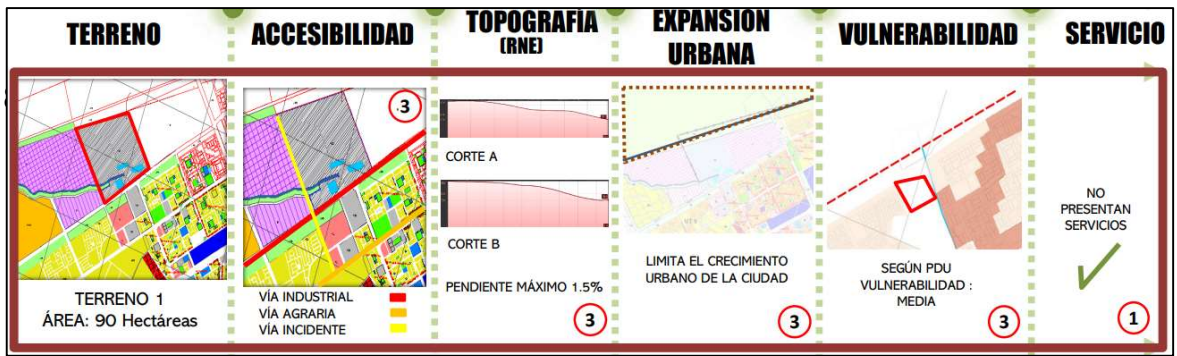 TERRENO
ACCESIBILIDAD
TOPOGRAFÍA
(RNE)
EXPANSION
URBANA
VULNERABILIDAD
SERVICIO
TERRENO 1
ÁREA: 90 Hectáreas
3
VÍA INDUSTRIAL
VÍA AGRARIA
VÍA INCIDENTE
CORTE A
CORTE B
PENDIENTE MÁXIMO 1.5%
3
LIMITA EL CRECIMIENTO
URBANO DE LA CIUDAD
3
SEGÚN PDU
VULNERABILIDAD :
MEDIA
3
NO
PRESENTAN
SERVICIOS
1